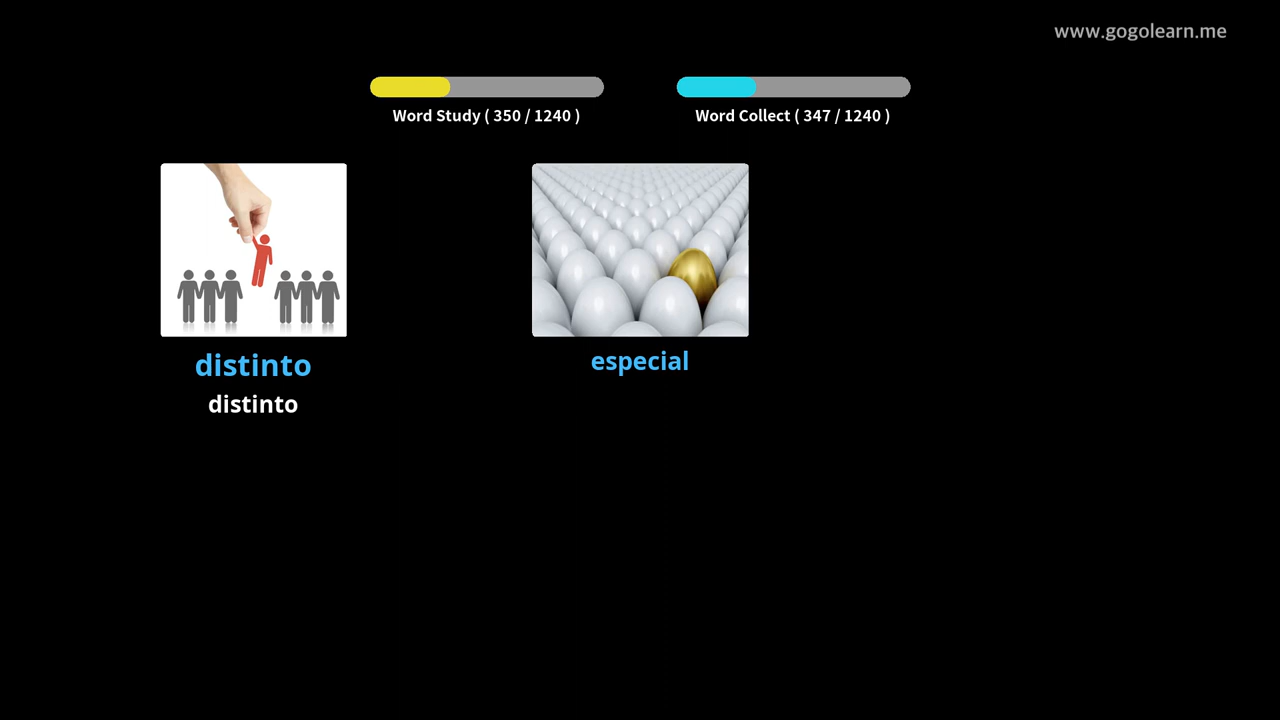 www.gogolearn.me
Word Study ( 350 / 1240 )
Word Collect ( 347 / 1240 )
distinto
distinto
especial